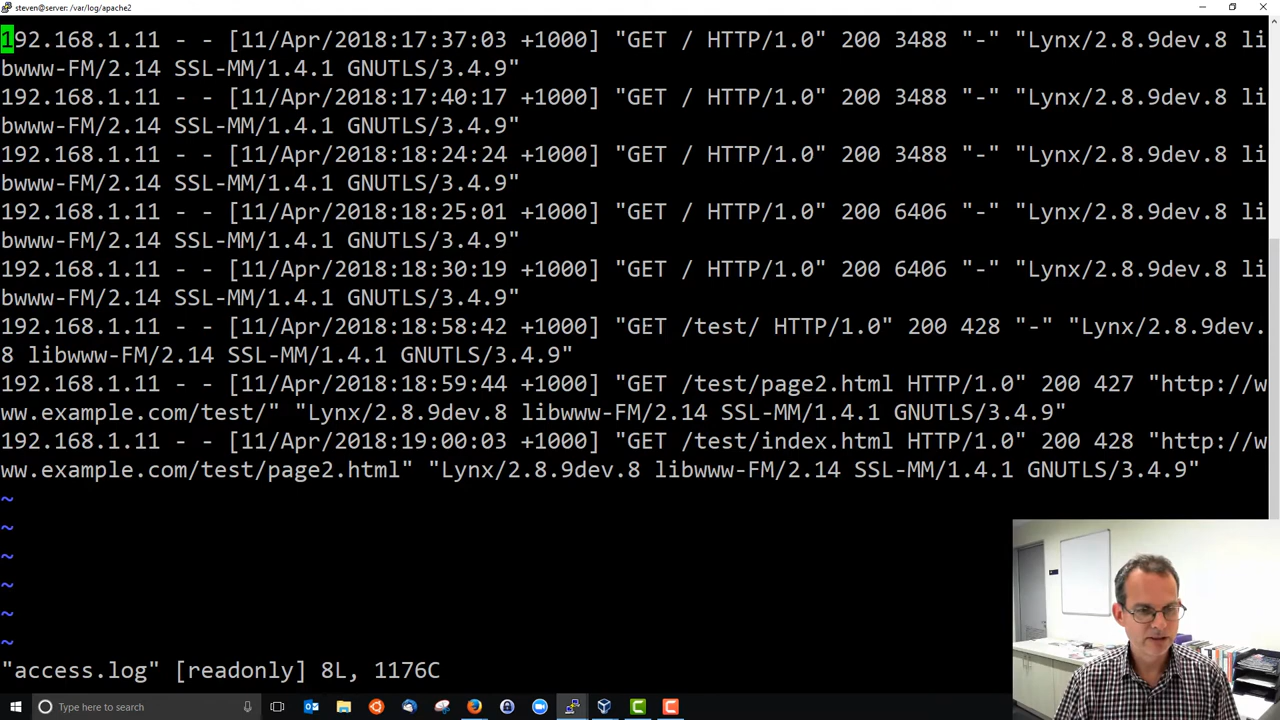 steven@server: /var/log/apache2
192.168.1.11 - - [11/Apr/2018:17:37:03 +1000] "GET / HTTP/1.0" 200 3488 "-" "Lynx/2.8.9dev.8 li
bwww-FM/2.14 SSL-MM/1.4.1 GNUTLS/3.4.9"
192.168.1.11 - - [11/Apr/2018:17:40:17 +1000] "GET / HTTP/1.0" 200 3488 "-" "Lynx/2.8.9dev.8 li
bwww-FM/2.14 SSL-MM/1.4.1 GNUTLS/3.4.9"
192.168.1.11 - - [11/Apr/2018:18:24:24 +1000] "GET / HTTP/1.0" 200 3488 "-" "Lynx/2.8.9dev.8 li
bwww-FM/2.14 SSL-MM/1.4.1 GNUTLS/3.4.9"
192.168.1.11 - - [11/Apr/2018:18:25:01 +1000] "GET / HTTP/1.0" 200 6406 "-" "Lynx/2.8.9dev.8 li
bwww-FM/2.14 SSL-MM/1.4.1 GNUTLS/3.4.9"
192.168.1.11 - - [11/Apr/2018:18:30:19 +1000] "GET / HTTP/1.0" 200 6406 "-" "Lynx/2.8.9dev.8 li
bwww-FM/2.14 SSL-MM/1.4.1 GNUTLS/3.4.9"
192.168.1.11 - - [11/Apr/2018:18:58:42 +1000] "GET /test/ HTTP/1.0" 200 428 "-" "Lynx/2.8.9dev.
8 libwww-FM/2.14 SSL-MM/1.4.1 GNUTLS/3.4.9"
192.168.1.11 - - [11/Apr/2018:18:59:44 +1000] "GET /test/page2.html HTTP/1.0" 200 427 "http://w
ww.example.com/test/" "Lynx/2.8.9dev.8 libwww-FM/2.14 SSL-MM/1.4.1 GNUTLS/3.4.9"
192.168.1.11 - - [11/Apr/2018:19:00:03 +1000] "GET /test/index.html HTTP/1.0" 200 428 "http://w
ww.example.com/test/page2.html" "Lynx/2.8.9dev.8 libwww-FM/2.14 SSL-MM/1.4.1 GNUTLS/3.4.9"
~
~
~
~
~
~
"access.log" [readonly] 8L, 1176C
Type here to search